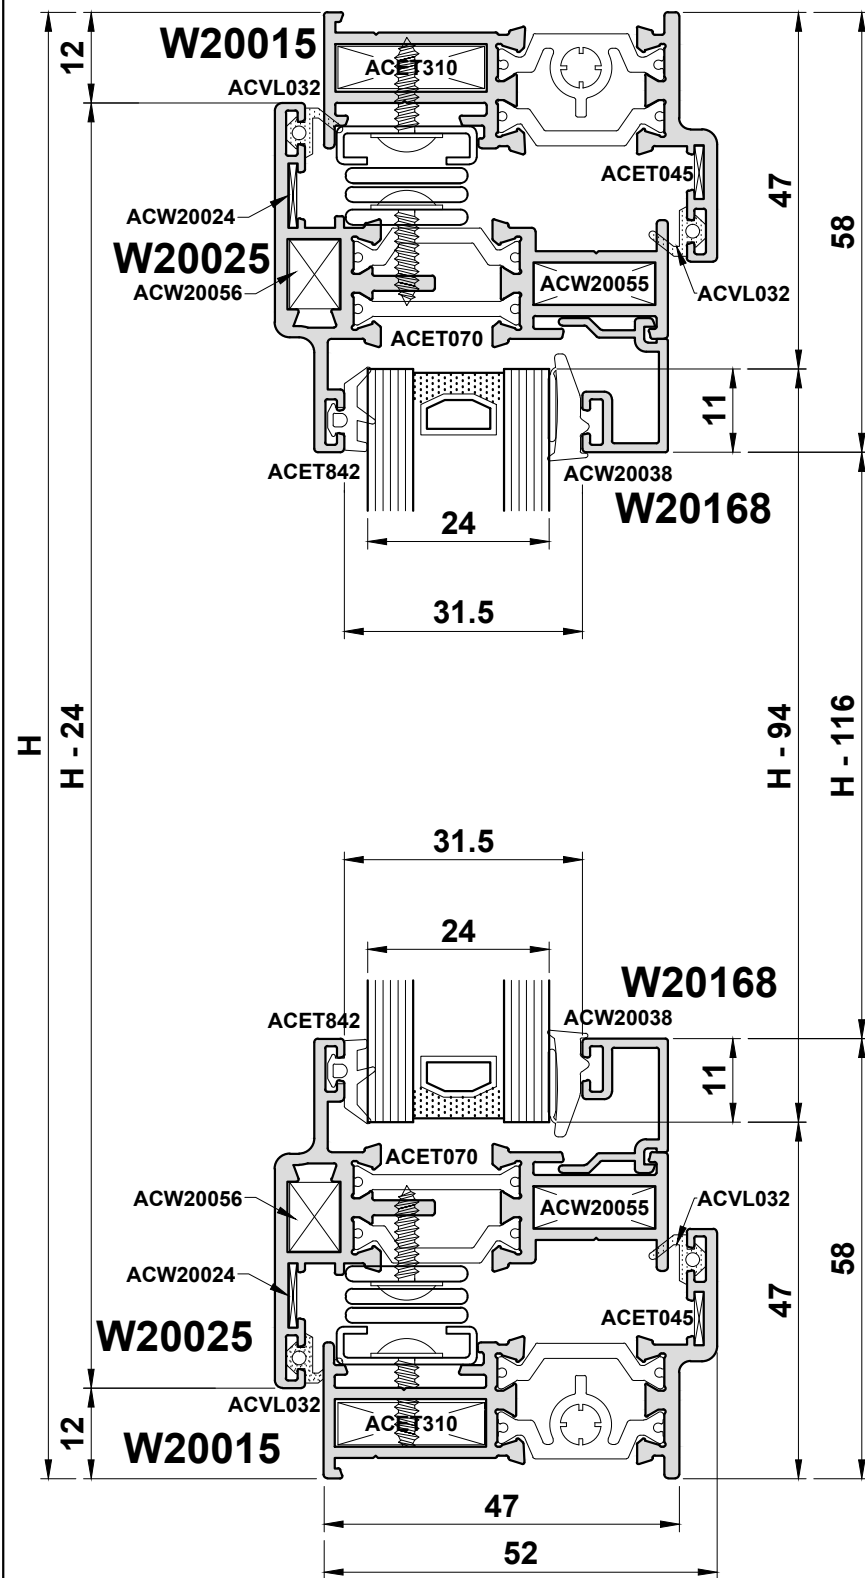 12
W20015
ACET310
ACVL032
ACET045
47
58
ACW20024
W20025
ACW20056
ACW20055
ACVL032
ACET070
11
ACET842
ACW20038
W20168
24
31.5
H
H - 24
H - 94
H - 116
31.5
24
W20168
ACET842
ACW20038
11
ACET070
ACW20056
ACW20055
ACVL032
ACW20024
58
47
ACET045
W20025
ACVL032
12
ACET310
W20015
47
52